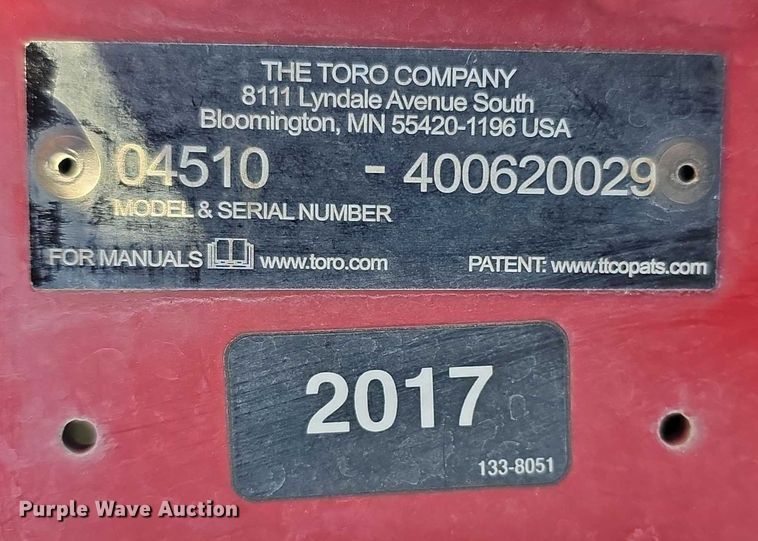 THE TORO COMPANY
8111 Lyndale Avenue South
Bloomington, MN 55420-1196 USA
04510 - 400620029
MODEL & SERIAL NUMBER
FOR MANUALS www.toro.com PATENT: www.ttcopats.com
2017
133-8051
Purple Wave Auction